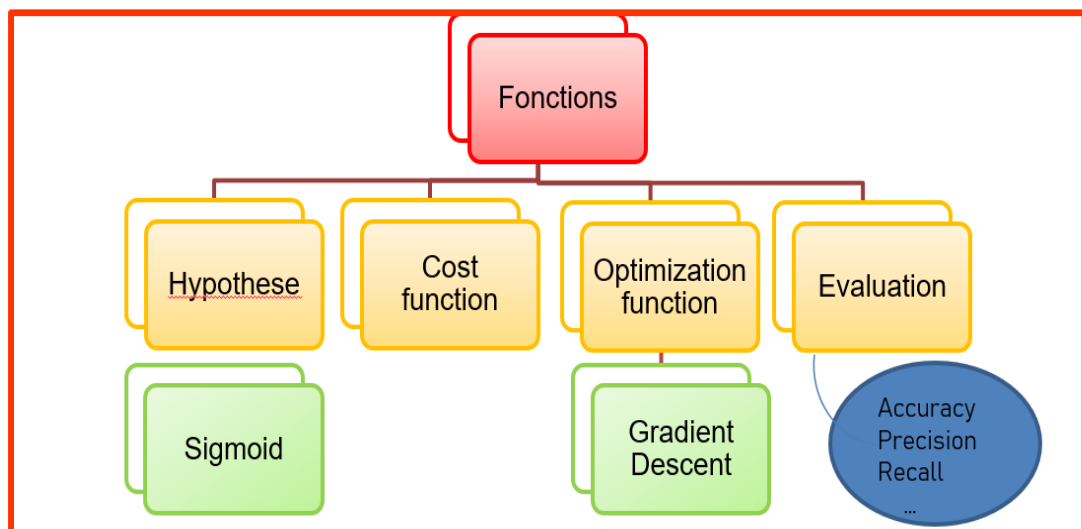 Fonctions
Hypothese
Cost
function
Optimization
function
Evaluation
Sigmoid
Gradient
Descent
Accuracy
Precision
Recall
...